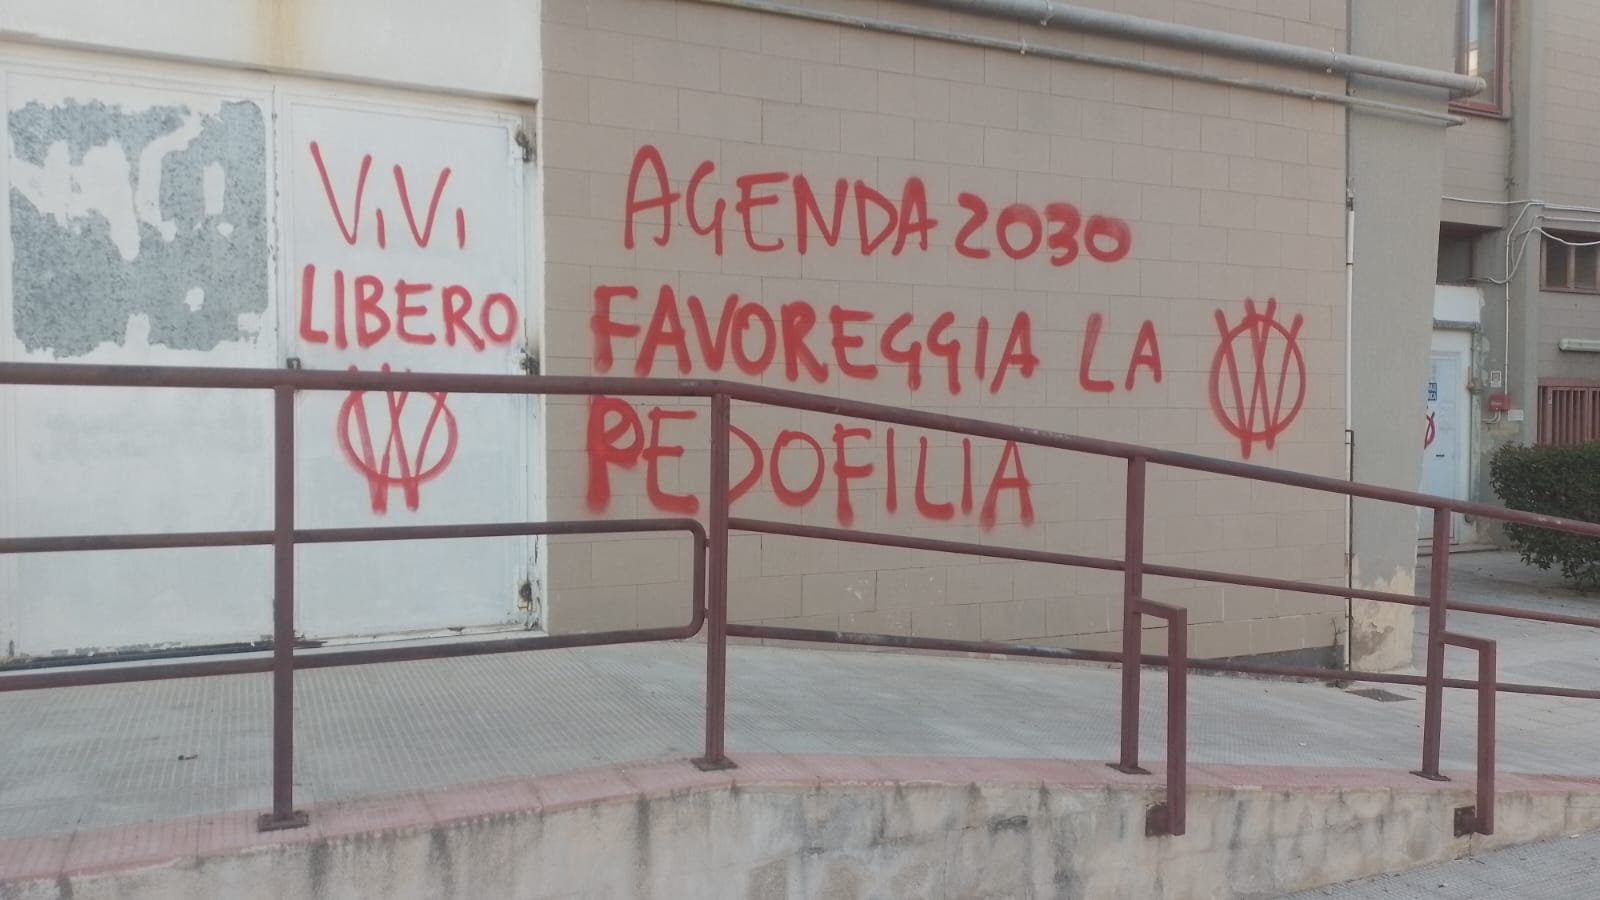 ViVi
LIBERO
AGENDA 2030
FAVOREGGIA LA
PEDOFILIA